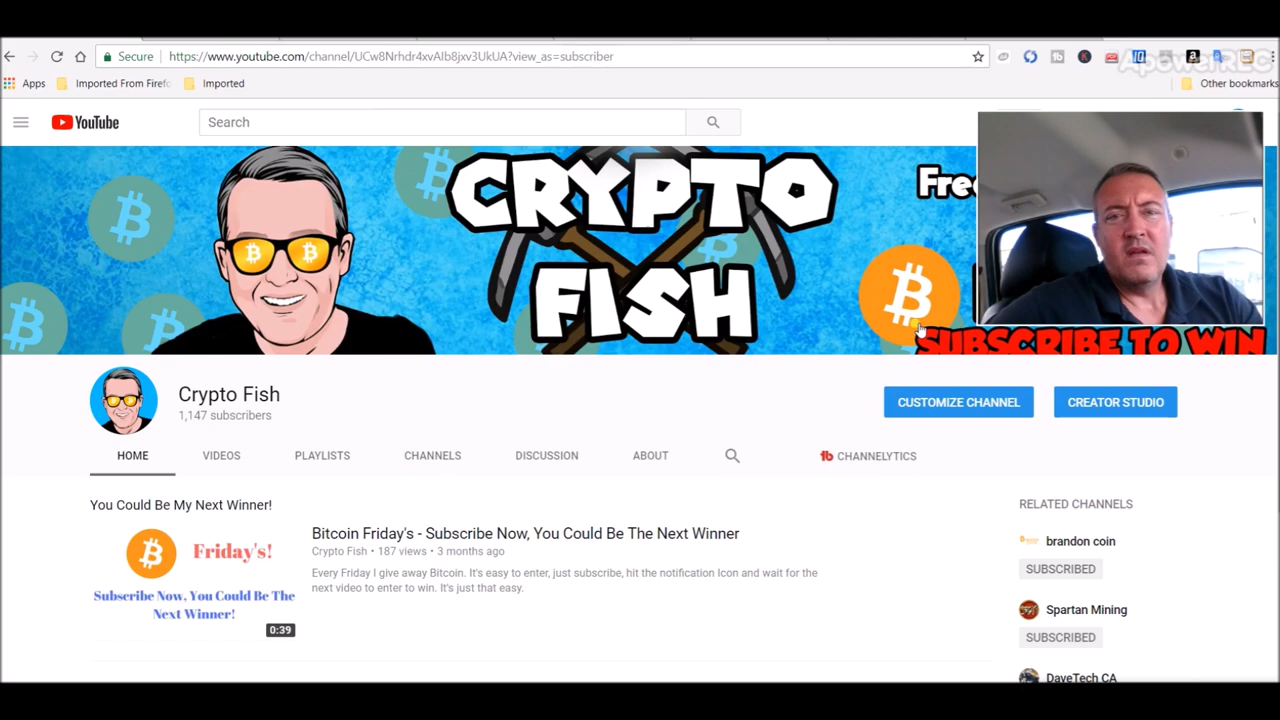 Secure
https://www.youtube.com/channel/UCw8Nrhdr4xvAlb8jxv3UkUA?view_as=subscriber
ApowerREC
Apps
Imported From Firefo
Imported
Other bookmarks
YouTube
Search
CRYPTO
FISH
Free
SUBSCRIBE TO WIN
Crypto Fish
1,147 subscribers
CUSTOMIZE CHANNEL
CREATOR STUDIO
HOME
VIDEOS
PLAYLISTS
CHANNELS
DISCUSSION
ABOUT
CHANNELYTICS
You Could Be My Next Winner!
Friday's!
Subscribe Now, You Could Be The
Next Winner!
0:39
Bitcoin Friday's - Subscribe Now, You Could Be The Next Winner
Crypto Fish • 187 views • 3 months ago
Every Friday I give away Bitcoin. It's easy to enter, just subscribe, hit the notification Icon and wait for the
next video to enter to win. It's just that easy.
RELATED CHANNELS
brandon coin
SUBSCRIBED
Spartan Mining
SUBSCRIBED
DaveTech CA